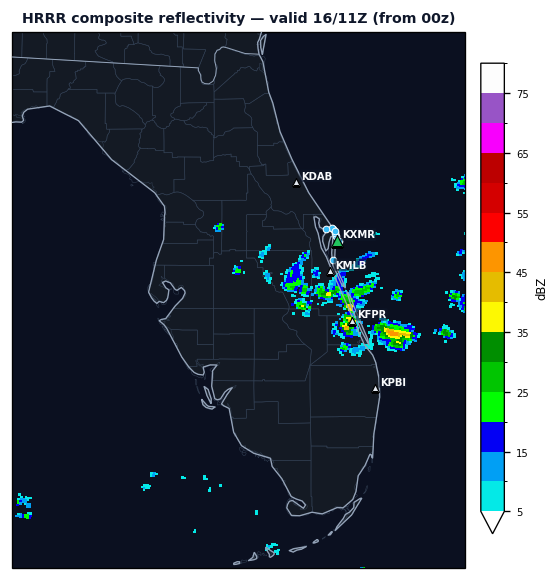 HRRR composite reflectivity — valid 16/11Z (from 00z)
KDAB
KXMR
KMLB
KFPR
KPBI
75
65
55
45
35
25
15
5
dBZ